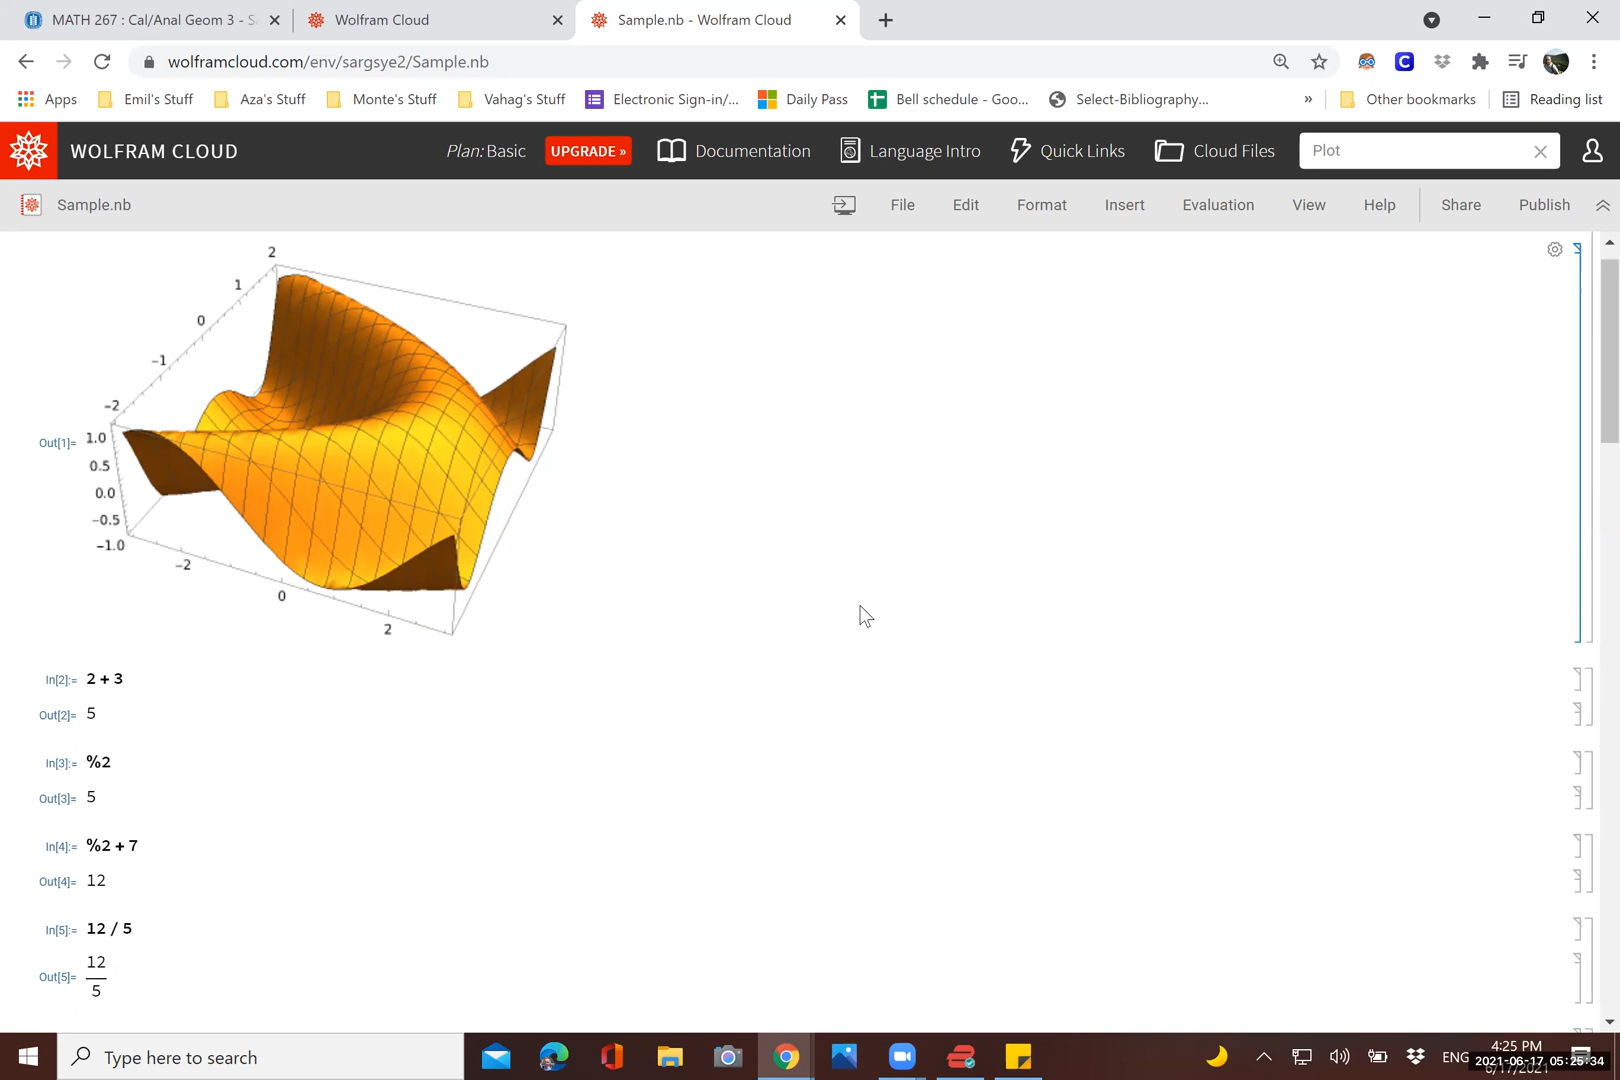 MATH 267 : Cal/Anal Geom 3 - S
Wolfram Cloud
Sample.nb - Wolfram Cloud
wolframcloud.com/env/sargsye2/Sample.nb
Apps
Emil's Stuff
Aza's Stuff
Monte's Stuff
Vahag's Stuff
Electronic Sign-in/...
Daily Pass
Bell schedule - Goo...
Select-Bibliography...
»
Other bookmarks
Reading list
WOLFRAM CLOUD
Plan: Basic
UPGRADE »
Documentation
Language Intro
Quick Links
Cloud Files
Plot
Sample.nb
File
Edit
Format
Insert
Evaluation
View
Help
Share
Publish
2
1
0
-1
-2
Out[1]=
1.0
0.5
0.0
-0.5
-1.0
-2
0
2
In[2]:= 2 + 3
Out[2]= 5
In[3]:= %2
Out[3]= 5
In[4]:= %2 + 7
Out[4]= 12
In[5]:= 12 / 5
12
Out[5]=
5
Type here to search
ENG
4:25 PM
2021-06-17 05:25:34